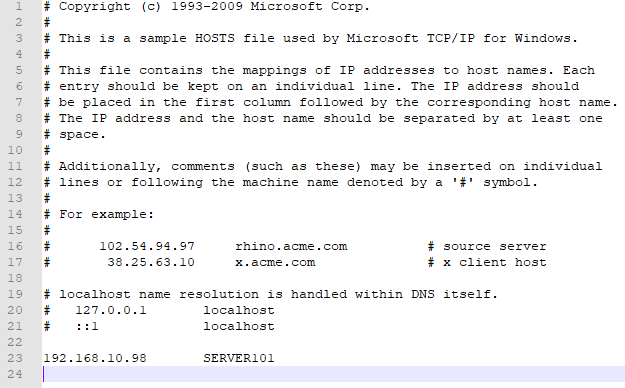 1 # Copyright (c) 1993-2009 Microsoft Corp.
2 #
3 # This is a sample HOSTS file used by Microsoft TCP/IP for Windows.
4 #
5 # This file contains the mappings of IP addresses to host names. Each
6 # entry should be kept on an individual line. The IP address should
7 # be placed in the first column followed by the corresponding host name.
8 # The IP address and the host name should be separated by at least one
9 # space.
10 #
11 # Additionally, comments (such as these) may be inserted on individual
12 # lines or following the machine name denoted by a '#' symbol.
13 #
14 # For example:
15 #
16 #      102.54.94.97     rhino.acme.com          # source server
17 #       38.25.63.10     x.acme.com              # x client host
18
19 # localhost name resolution is handled within DNS itself.
20 #   127.0.0.1       localhost
21 #   ::1             localhost
22
23 192.168.10.98       SERVER101
24